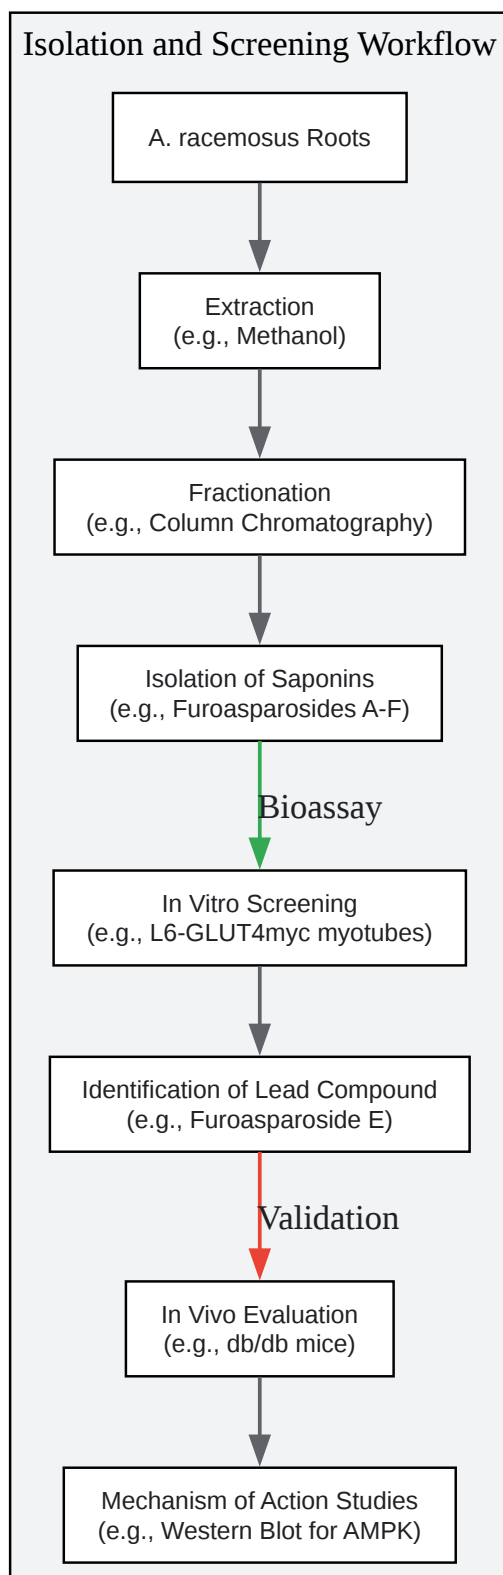 Isolation and Screening Workflow
A. racemosus Roots
Extraction
(e.g., Methanol)
Fractionation
(e.g., Column Chromatography)
Isolation of Saponins
(e.g., Furoasparosides A-F)
Bioassay
In Vitro Screening
(e.g., L6-GLUT4myc myotubes)
Identification of Lead Compound
(e.g., Furoasparoside E)
Validation
In Vivo Evaluation
(e.g., db/db mice)
Mechanism of Action Studies
(e.g., Western Blot for AMPK)